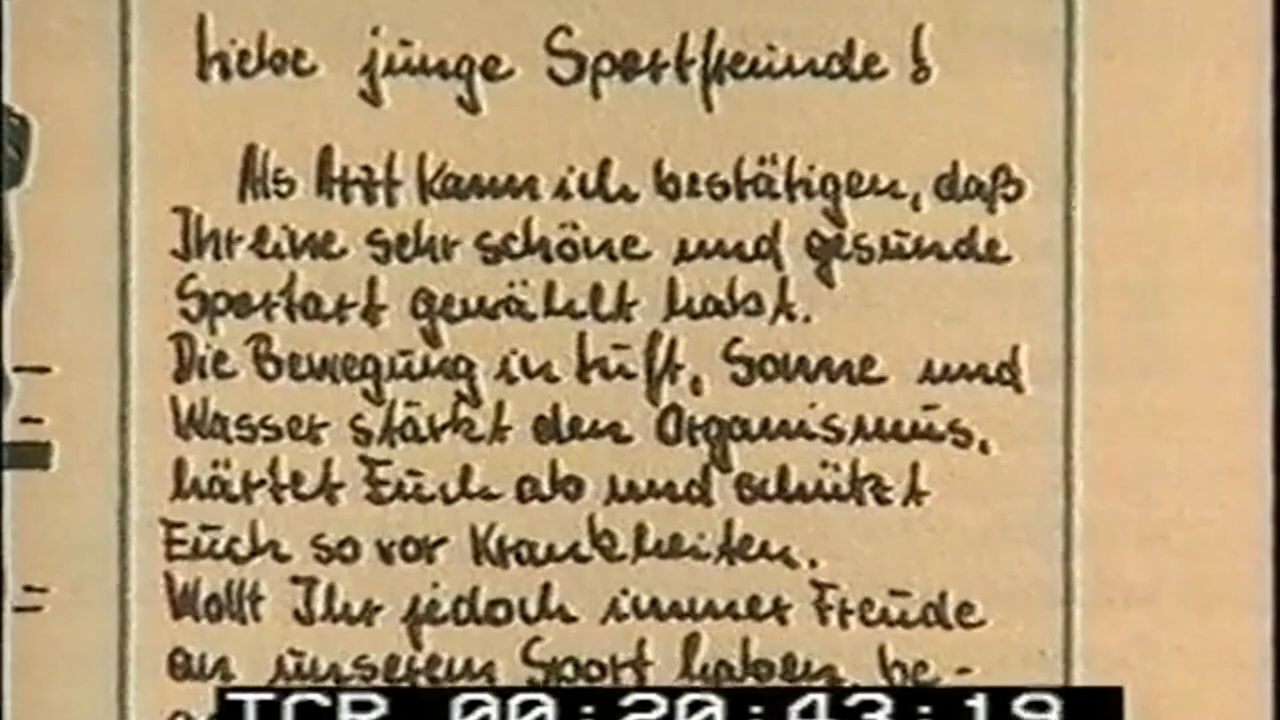 Liebe junge Sportfreunde!
Als Arzt kann ich bestätigen, daß
Ihr eine sehr schöne und gesunde
Sportart gewählt habt.
Die Bewegung in Luft, Sonne und
Wasser stärkt den Organismus,
härtet Euch ab und schützt
Euch so vor Krankheiten.
Wollt Ihr jedoch immer Freude
an unserem Sport haben, be-
TCR 00:20:43:19